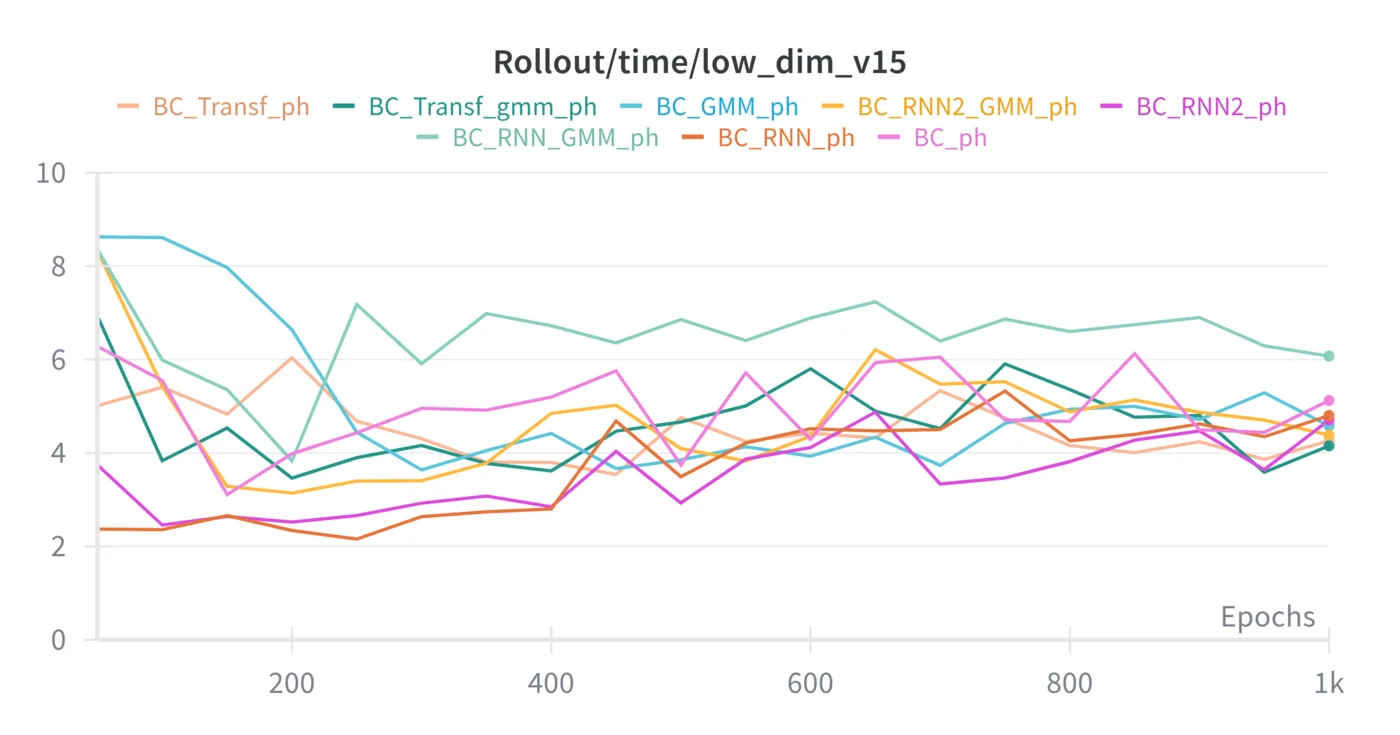 Rollout/time/low_dim_v15
BC_Transf_ph BC_Transf_gmm_ph BC_GMM_ph BC_RNN2_GMM_ph BC_RNN2_ph
BC_RNN_GMM_ph BC_RNN_ph BC_ph
10
8
6
4
2
0
Epochs
200 400 600 800 1k